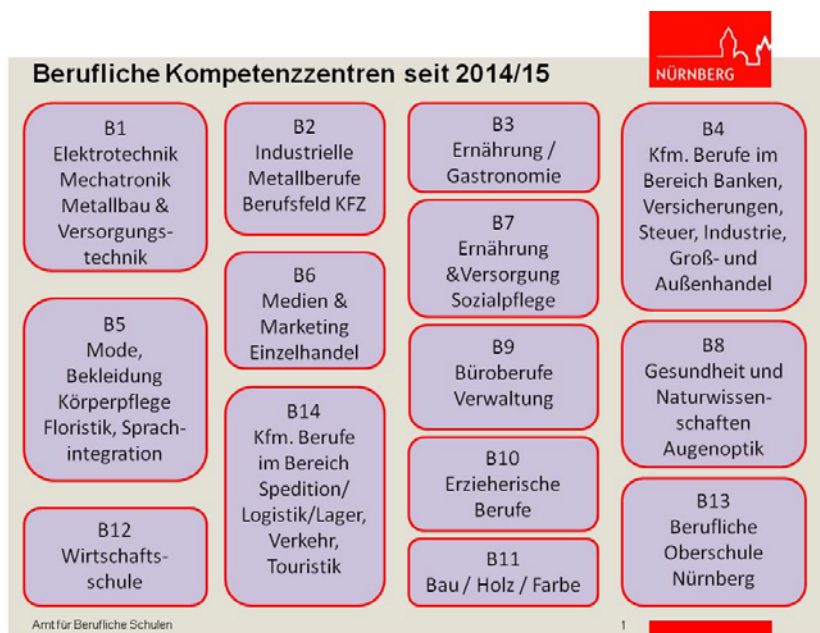 NÜRNBERG
Berufliche Kompetenzzentren seit 2014/15
B1
Elektrotechnik
Mechatronik
Metallbau &
Versorgungs-
technik
B2
Industrielle
Metallberufe
Berufsfeld KFZ
B3
Ernährung /
Gastronomie
B4
Kfm. Berufe im
Bereich Banken,
Versicherungen,
Steuer, Industrie,
Groß- und
Außenhandel
B5
Mode,
Bekleidung
Körperpflege
Floristik, Sprach-
integration
B6
Medien &
Marketing
Einzelhandel
B7
Ernährung
&Versorgung
Sozialpflege
B8
Gesundheit und
Naturwissen-
schaften
Augenoptik
B9
Büroberufe
Verwaltung
B10
Erzieherische
Berufe
B11
Bau / Holz / Farbe
B12
Wirtschafts-
schule
B14
Kfm. Berufe
im Bereich
Spedition/
Logistik/Lager,
Verkehr,
Touristik
B13
Berufliche
Oberschule
Nürnberg
Amt für Berufliche Schulen
1